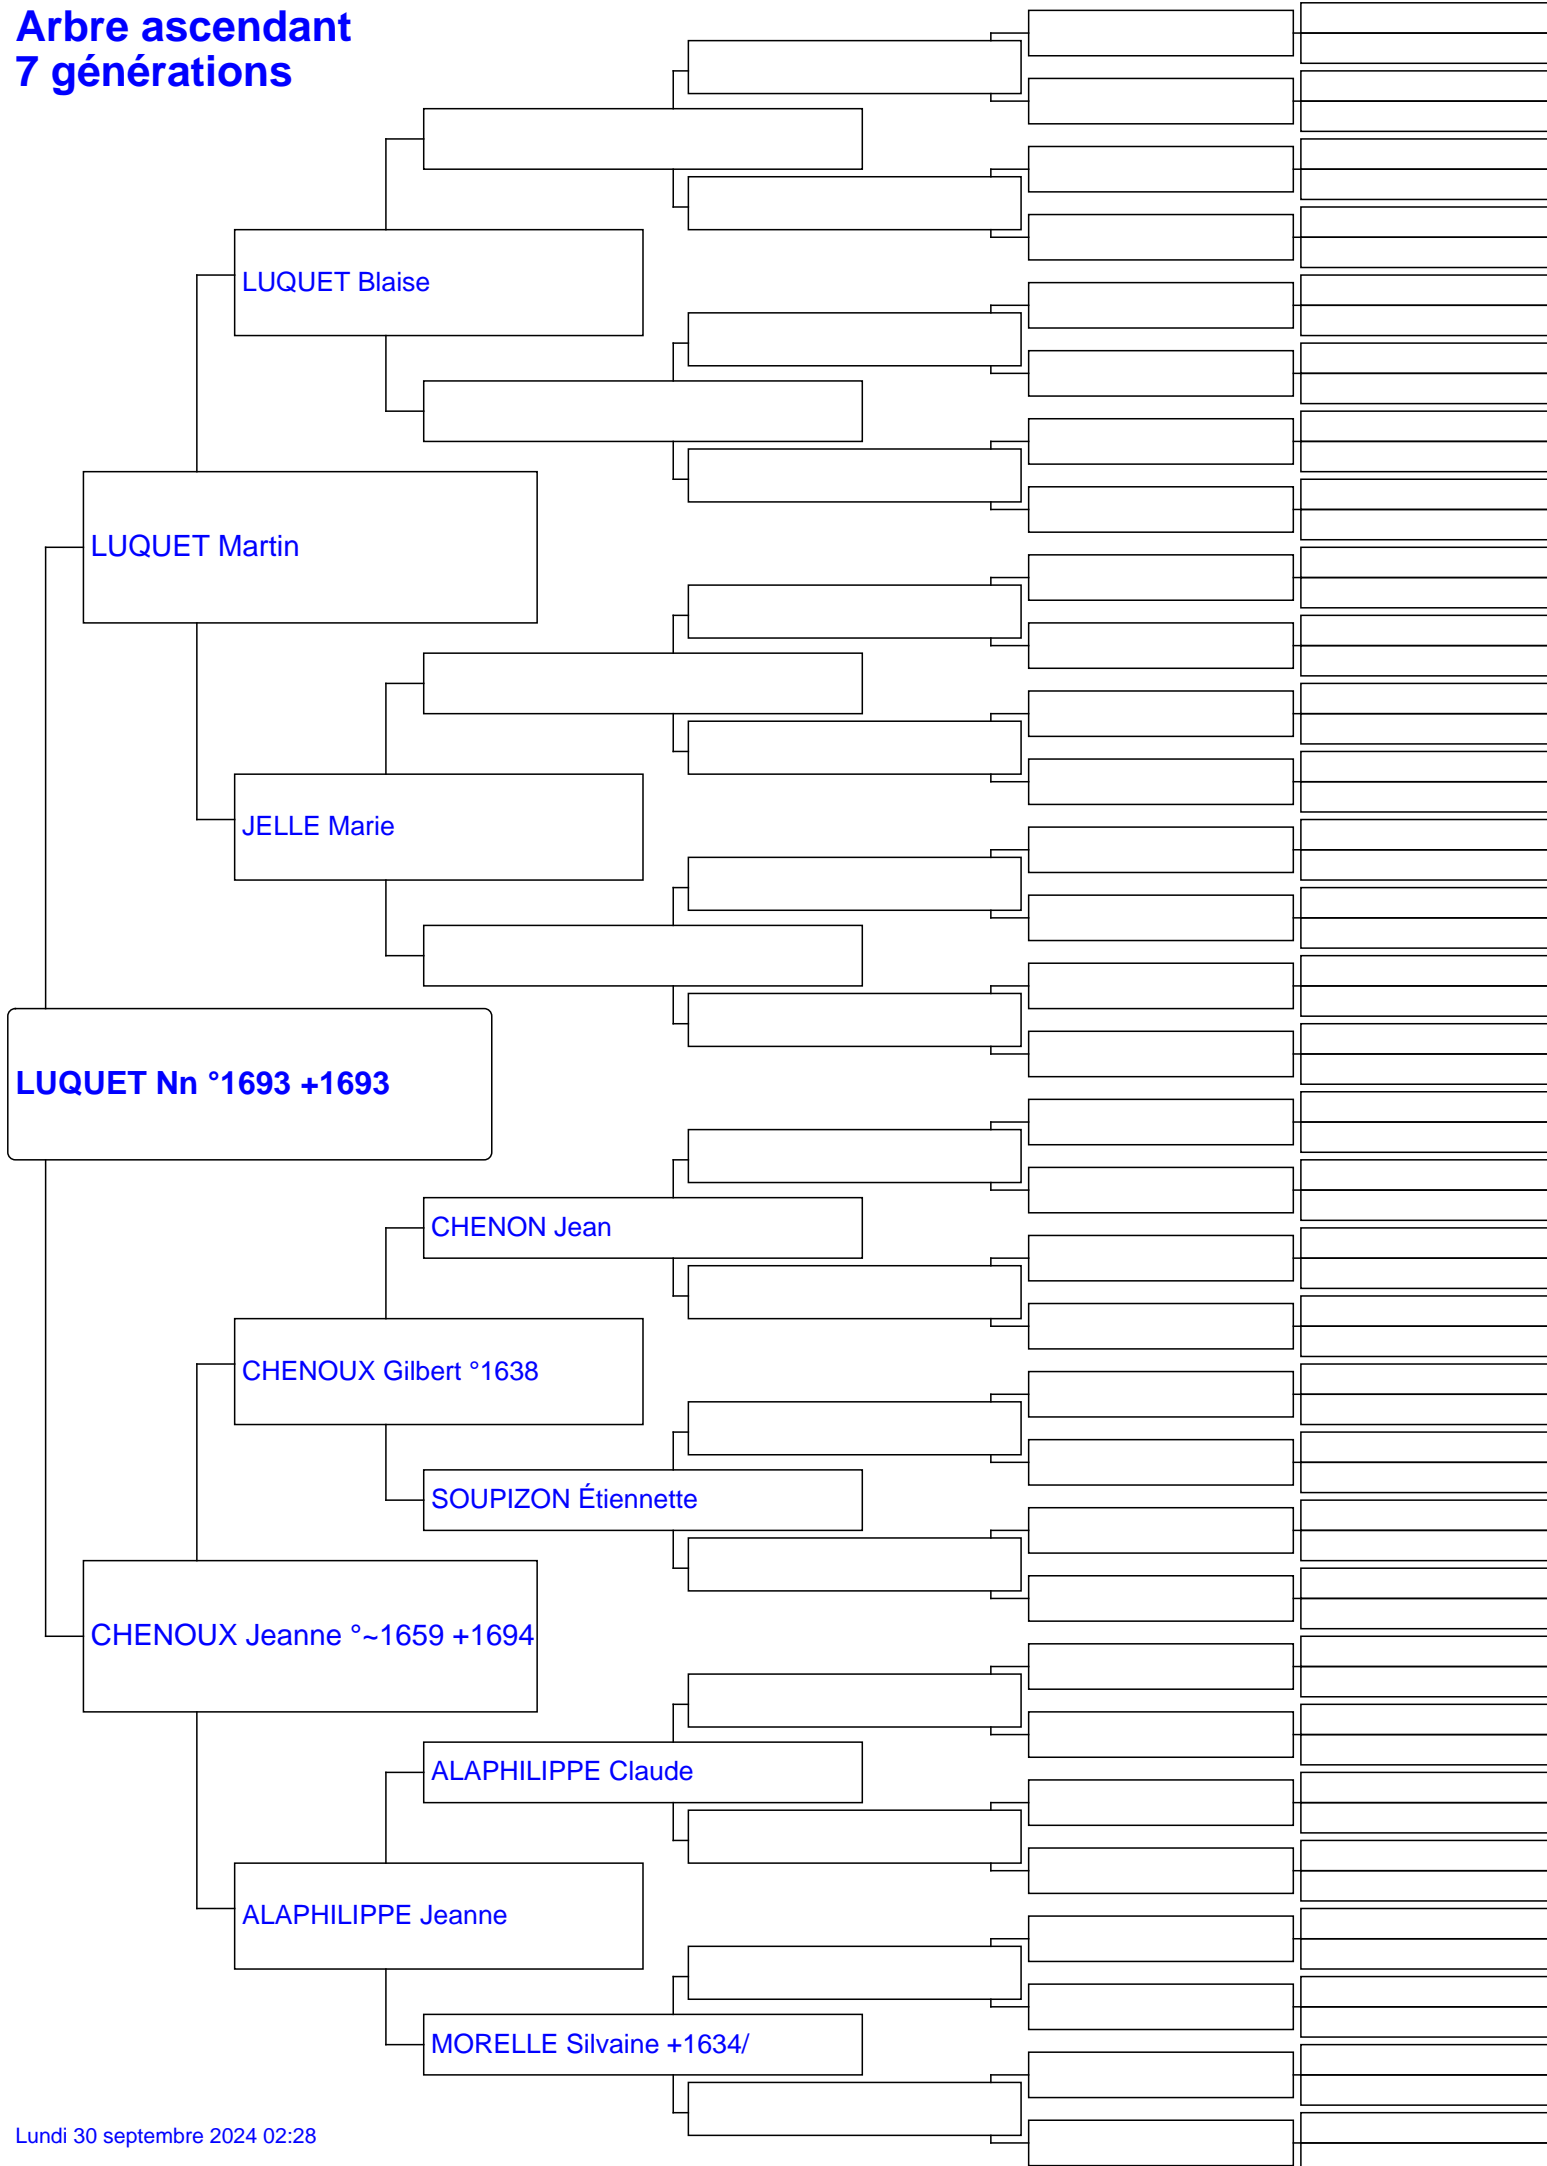 Arbre ascendant
7 générations
LUQUET Blaise
LUQUET Martin
JELLE Marie
LUQUET Nn °1693 +1693
CHENON Jean
CHENOUX Gilbert °1638
SOUPIZON Étiennette
CHENOUX Jeanne °~1659 +1694
ALAPHILIPPE Claude
ALAPHILIPPE Jeanne
MORELLE Silvaine +1634/
Lundi 30 septembre 2024 02:28